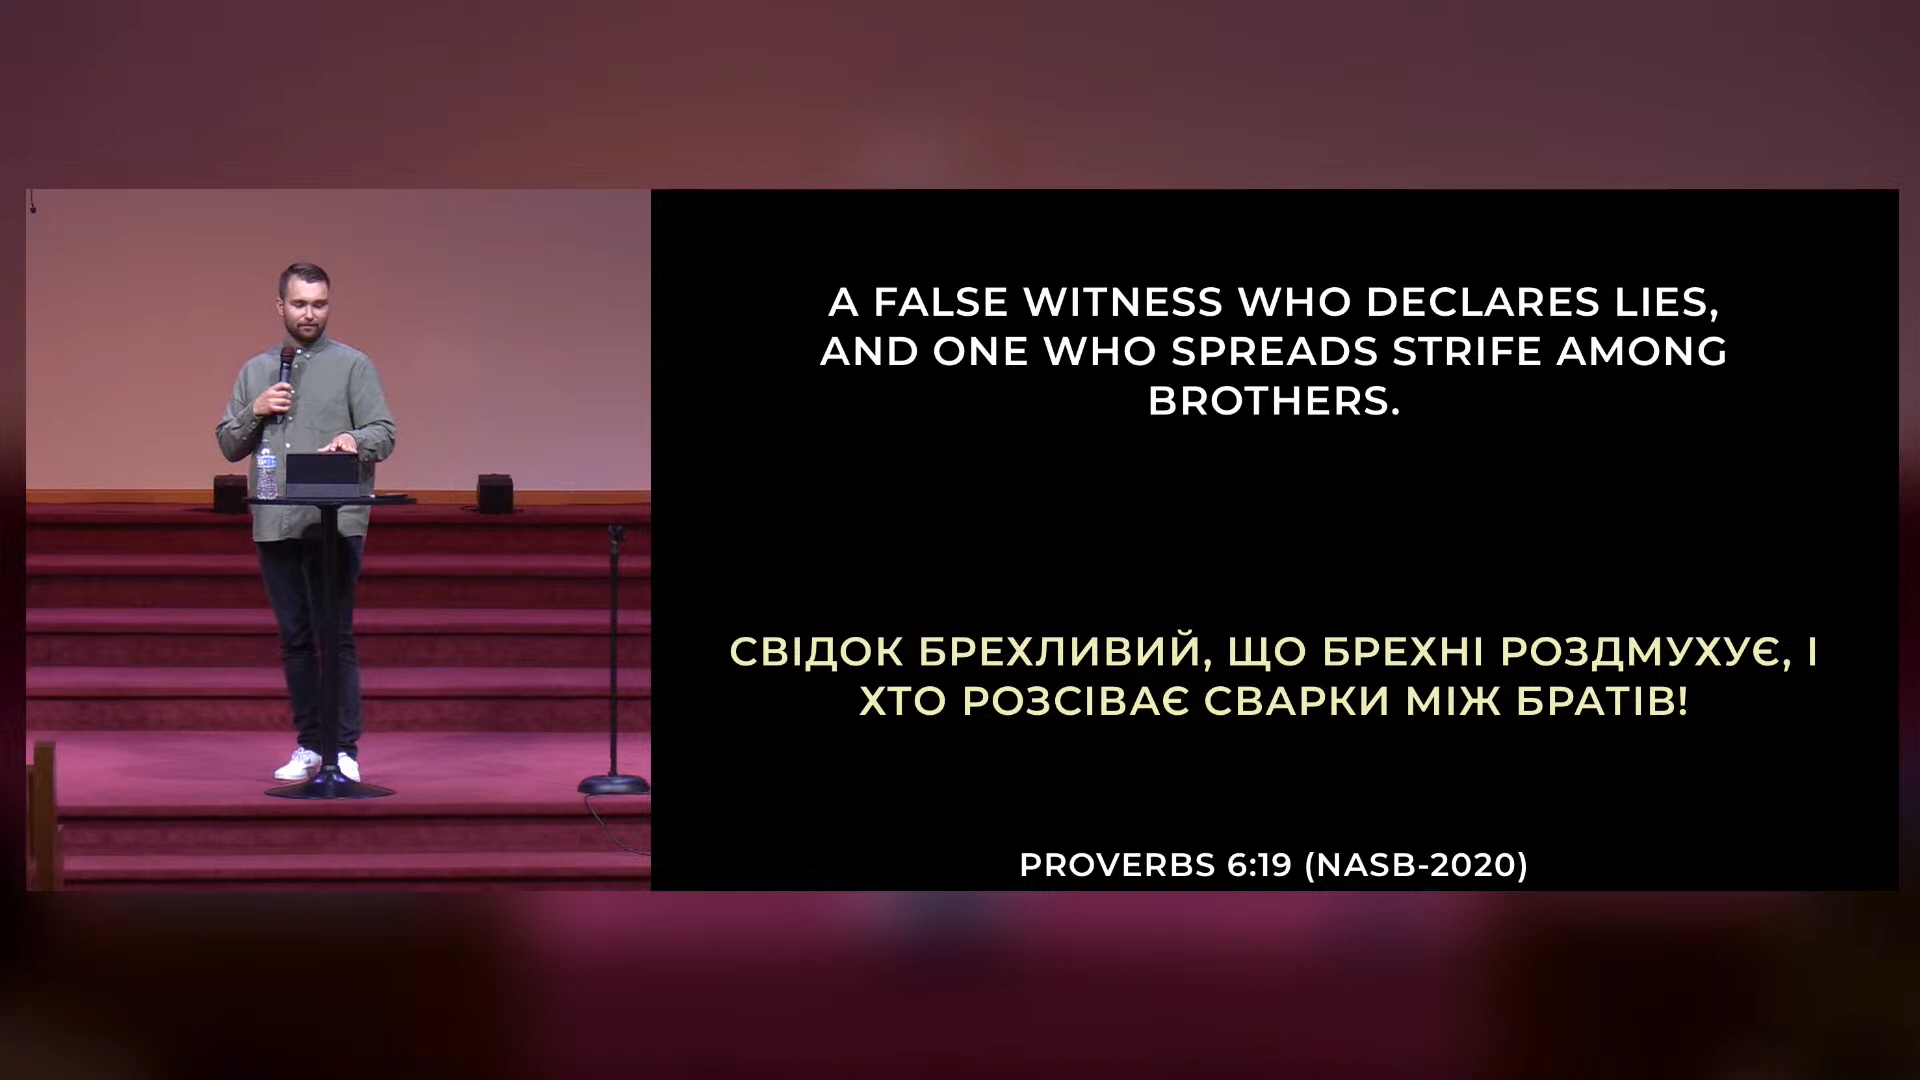 A FALSE WITNESS WHO DECLARES LIES,
AND ONE WHO SPREADS STRIFE AMONG
BROTHERS.
СВІДОК БРЕХЛИВИЙ, ЩО БРЕХНІ РОЗДМУХУЄ, І
ХТО РОЗСІВАЄ СВАРКИ МІЖ БРАТІВ!
PROVERBS 6:19 (NASB-2020)